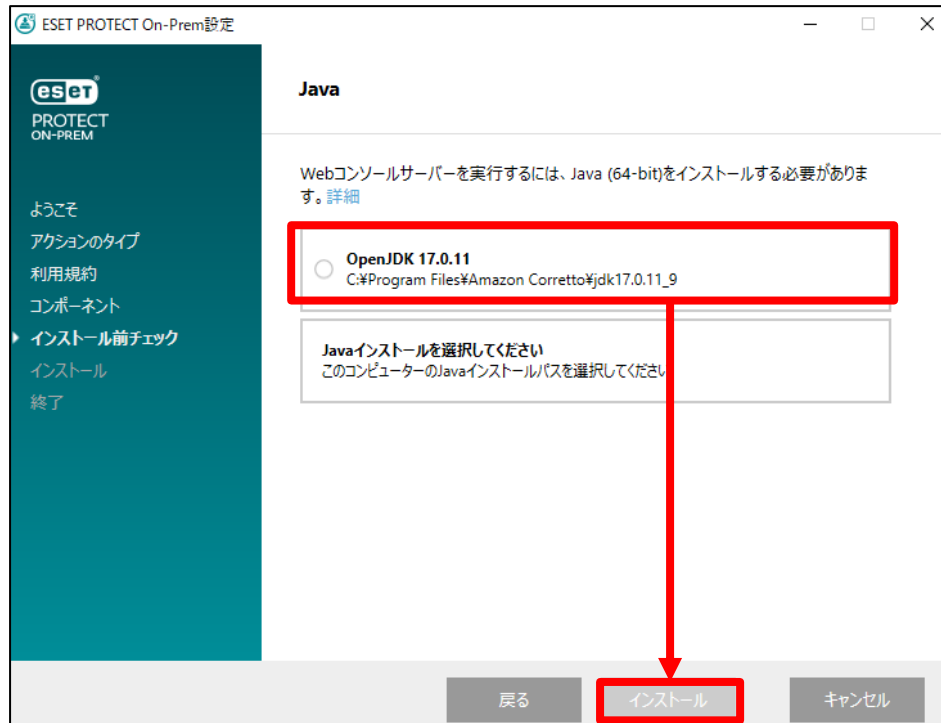 ESET PROTECT On-Prem設定
eset
PROTECT
ON-PREM
ようこそ
アクションのタイプ
利用規約
コンポーネント
インストール前チェック
インストール
終了
Java
Webコンソールサーバーを実行するには、Java (64-bit)をインストールする必要がありま
す。詳細
OpenJDK 17.0.11
C:¥Program Files¥Amazon Corretto¥jdk17.0.11_9
Javaインストールを選択してください
このコンピューターのJavaインストールパスを選択してください
戻る
インストール
キャンセル